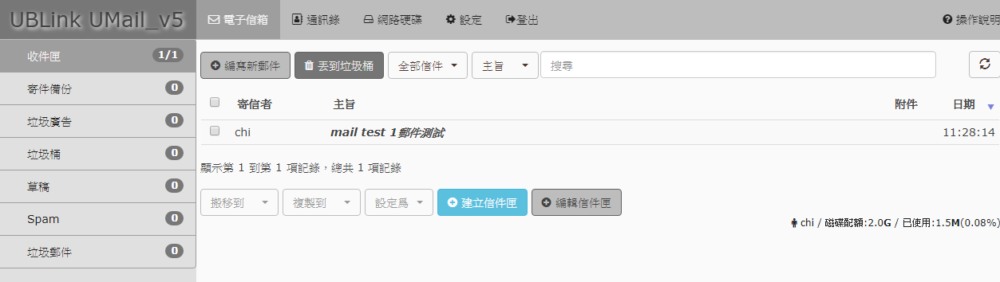 UBLink UMail_v5 電子信箱 通訊錄 網路硬碟 設定 登出 操作說明
收件匣 1/1
寄件備份 0
垃圾廣告 0
垃圾桶 0
草稿 0
Spam 0
垃圾郵件 0
編寫新郵件 丟到垃圾桶 全部信件 主旨 搜尋
寄信者 主旨 附件 日期
chi mail test 1郵件測試 11:28:14
顯示第 1 到第 1 項記錄，總共 1 項記錄
搬移到 複製到 設定爲 建立信件匣 編輯信件匣
chi / 磁碟配額:2.0G / 已使用:1.5M(0.08%)